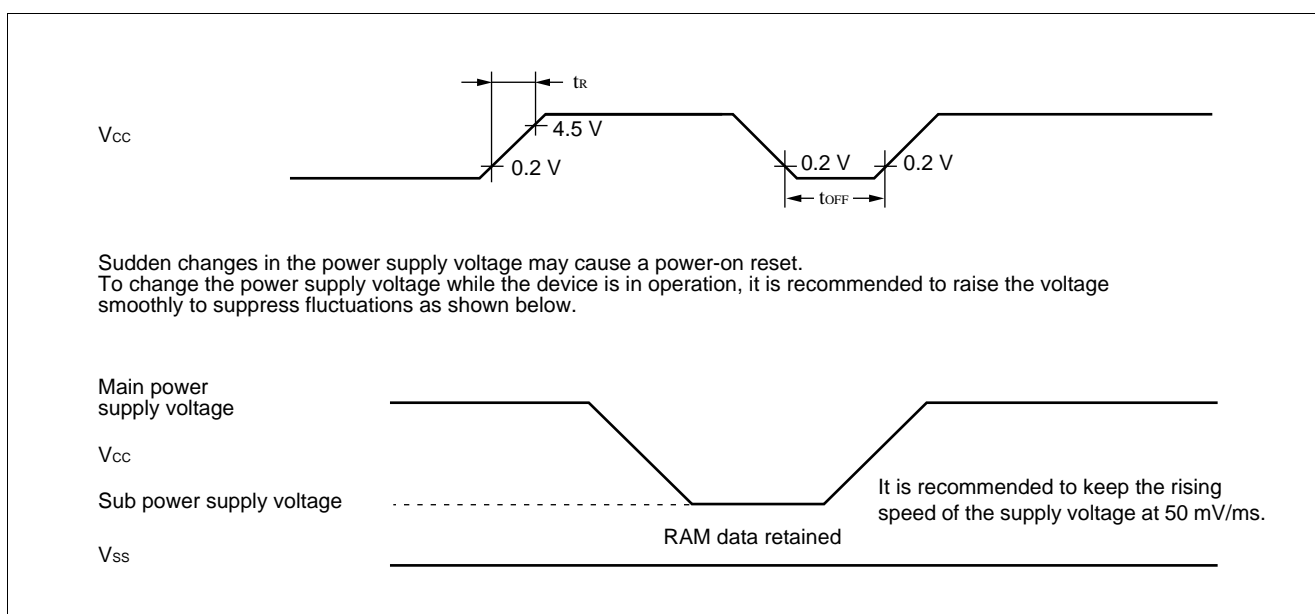 tR
VCC
4.5 V
0.2 V
0.2 V
0.2 V
tOFF
Sudden changes in the power supply voltage may cause a power-on reset.
To change the power supply voltage while the device is in operation, it is recommended to raise the voltage
smoothly to suppress fluctuations as shown below.
Main power
supply voltage
VCC
Sub power supply voltage
It is recommended to keep the rising
speed of the supply voltage at 50 mV/ms.
RAM data retained
VSS